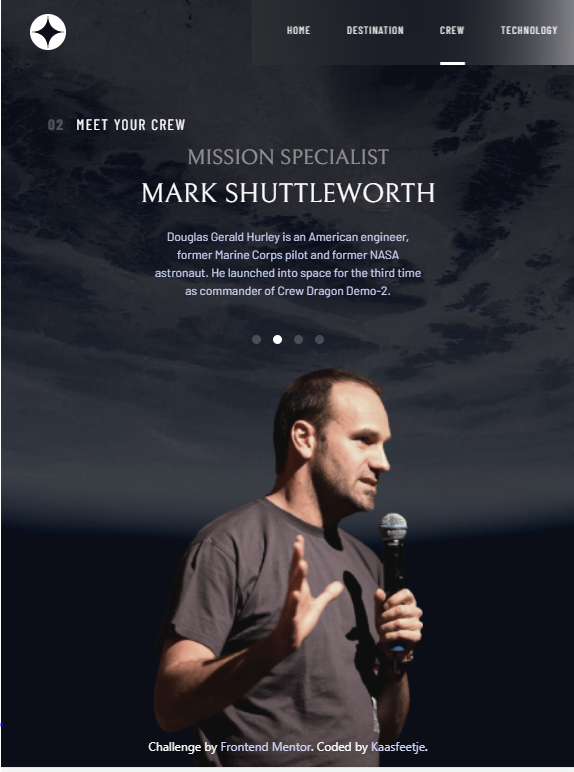 HOME DESTINATION CREW TECHNOLOGY
02 MEET YOUR CREW
MISSION SPECIALIST
MARK SHUTTLEWORTH
Douglas Gerald Hurley is an American engineer,
former Marine Corps pilot and former NASA
astronaut. He launched into space for the third time
as commander of Crew Dragon Demo-2.
Challenge by Frontend Mentor. Coded by Kaasfeetje.